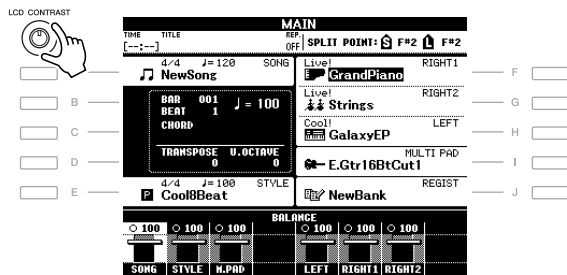 LCD CONTRAST
MAIN
TIME TITLE REP.
[--:--] OFF SPLIT POINT: S F#2 L F#2
4/4 ♩=120 SONG
NewSong
Live! RIGHT1
GrandPiano
F
B
BAR 001
BEAT 1
♩ = 100
CHORD
Live! RIGHT2
Strings
G
C
Cool! LEFT
GalaxyEP
H
D
TRANSPOSE U.OCTAVE
0 0
MULTI PAD
E.Gtr16BtCut1
I
E
4/4 ♩=100 STYLE
P Cool8Beat
REGIST
NewBank
J
BALANCE
100 100 100 100 100 100
SONG STYLE M.PAD LEFT RIGHT1 RIGHT2